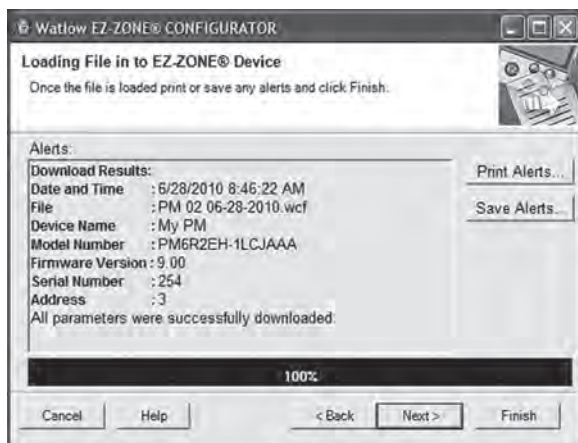 Watlow EZ-ZONE® CONFIGURATOR
Loading File in to EZ-ZONE® Device
Once the file is loaded print or save any alerts and click Finish.
Alerts:
Download Results:
Date and Time : 6/28/2010 8:46:22 AM
File : PM 02 06-28-2010.wcf
Device Name : My PM
Model Number : PM6R2EH-1LCJAAA
Firmware Version : 9.00
Serial Number : 254
Address : 3
All parameters were successfully downloaded.
Print Alerts...
Save Alerts...
100%
Cancel
Help
< Back
Next >
Finish